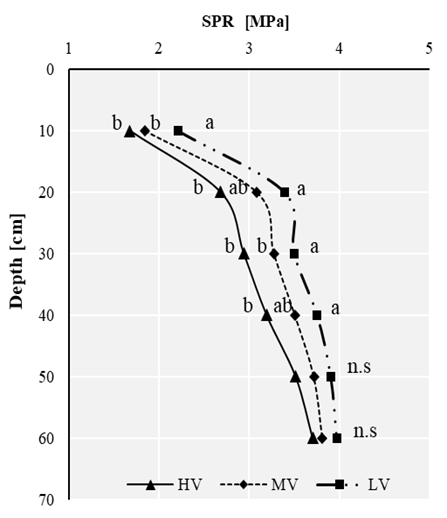 SPR [MPa]
1 2 3 4 5
0
10 b b a
20 b ab a
30 b b a
40 b ab a
50 n.s
60 n.s
70
Depth [cm]
HV MV LV